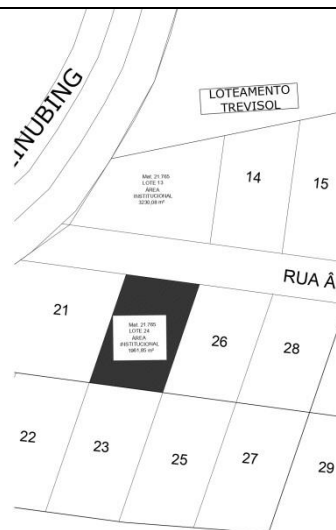 LINUBING
LOTEAMENTO
TREVISOL
Mat. 21.785
LOTE 13
ÁREA
INSTITUCIONAL
14
15
RUA Â
21
Mat. 21.785
LOTE 24
ÁREA
INSTITUCIONAL
26
28
22
23
25
27
29